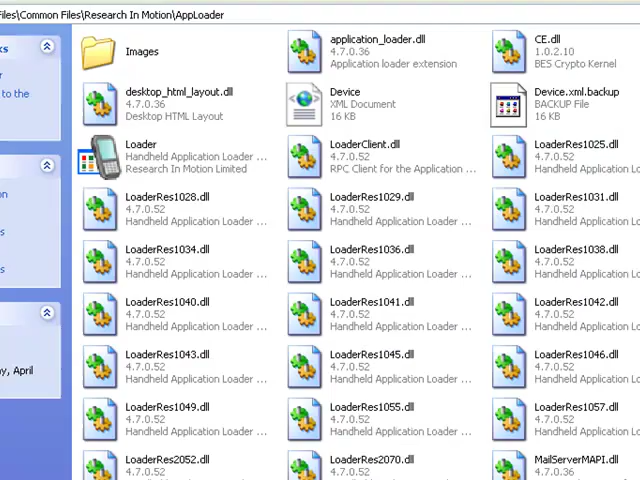 Files\Common Files\Research In Motion\AppLoader
Images
application_loader.dll
4.7.0.36
Application loader extension
CE.dll
1.0.2.10
BES Crypto Kernel
desktop_html_layout.dll
4.7.0.36
Desktop HTML Layout
Device
XML Document
16 KB
Device.xml.backup
BACKUP File
16 KB
Loader
Handheld Application Loader ...
Research In Motion Limited
LoaderClient.dll
4.7.0.52
RPC Client for the Application ...
LoaderRes1025.dll
4.7.0.52
Handheld Application Loader
LoaderRes1028.dll
4.7.0.52
Handheld Application Loader ...
LoaderRes1029.dll
4.7.0.52
Handheld Application Loader ...
LoaderRes1031.dll
4.7.0.52
Handheld Application Loader
LoaderRes1034.dll
4.7.0.52
Handheld Application Loader ...
LoaderRes1036.dll
4.7.0.52
Handheld Application Loader ...
LoaderRes1038.dll
4.7.0.52
Handheld Application Loader
LoaderRes1040.dll
4.7.0.52
Handheld Application Loader ...
LoaderRes1041.dll
4.7.0.52
Handheld Application Loader ...
LoaderRes1042.dll
4.7.0.52
Handheld Application Loader
LoaderRes1043.dll
4.7.0.52
Handheld Application Loader ...
LoaderRes1045.dll
4.7.0.52
Handheld Application Loader ...
LoaderRes1046.dll
4.7.0.52
Handheld Application Loader
LoaderRes1049.dll
4.7.0.52
Handheld Application Loader ...
LoaderRes1055.dll
4.7.0.52
Handheld Application Loader ...
LoaderRes1057.dll
4.7.0.52
Handheld Application Loader
LoaderRes2052.dll
4.7.0.52
LoaderRes2070.dll
4.7.0.52
MailServerMAPI.dll
4.7.0.36
ks
r
to the
on
s
s
y, April